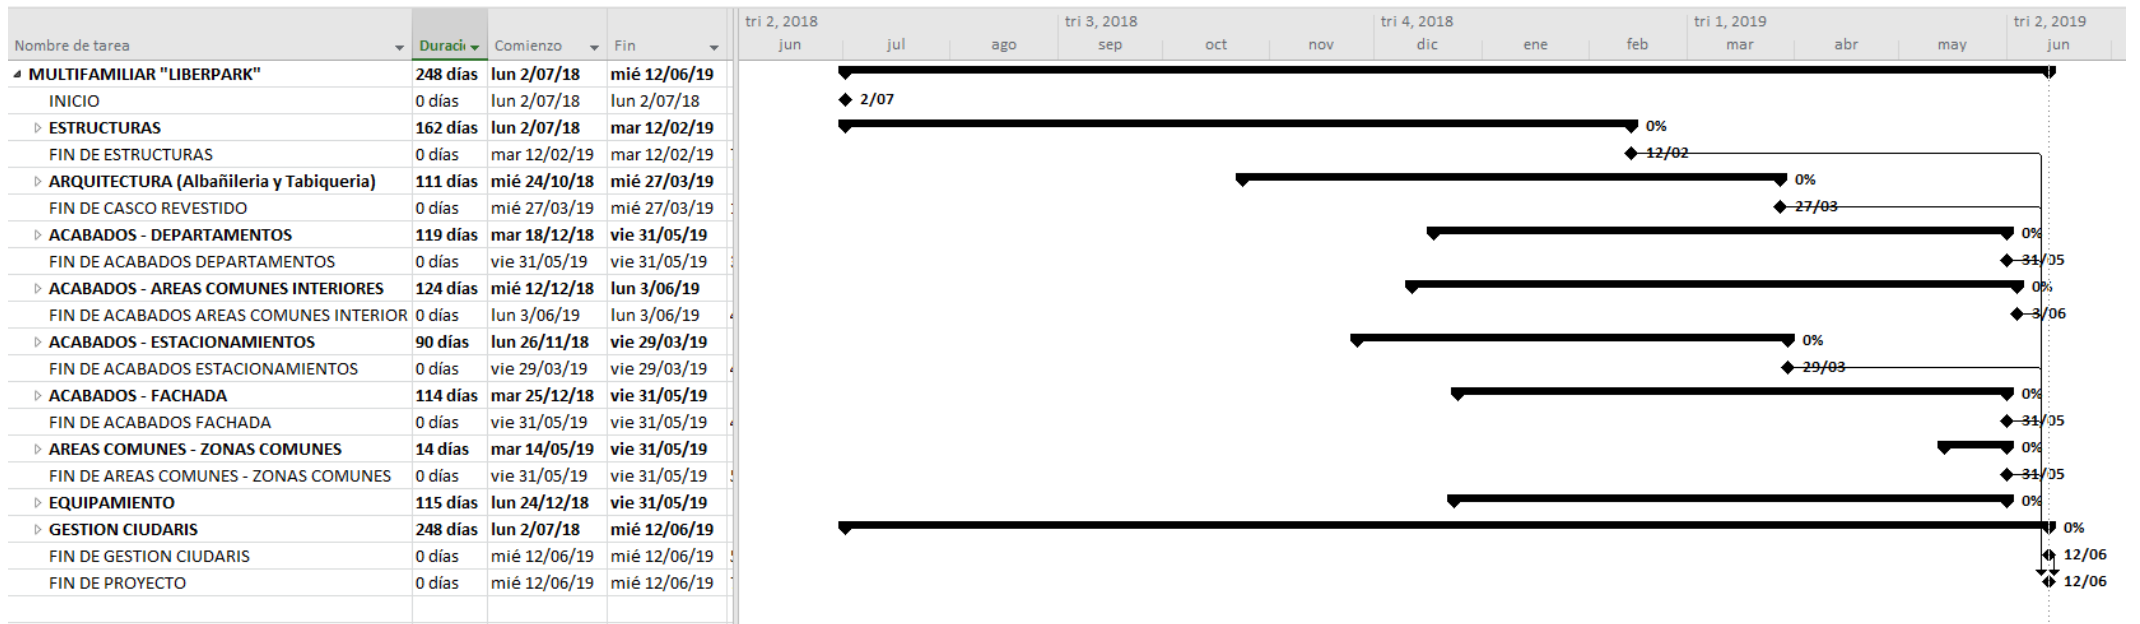 tri 2, 2018 tri 3, 2018 tri 4, 2018 tri 1, 2019 tri 2, 2019
Nombre de tarea Duració Comienzo Fin jun jul ago sep oct nov dic ene feb mar abr may jun
MULTIFAMILIAR "LIBERPARK" 248 días lun 2/07/18 mié 12/06/19
INICIO 0 días lun 2/07/18 lun 2/07/18 2/07
ESTRUCTURAS 162 días lun 2/07/18 mar 12/02/19 0%
FIN DE ESTRUCTURAS 0 días mar 12/02/19 mar 12/02/19 12/02
ARQUITECTURA (Albañileria y Tabiqueria) 111 días mié 24/10/18 mié 27/03/19 0%
FIN DE CASCO REVESTIDO 0 días mié 27/03/19 mié 27/03/19 27/03
ACABADOS - DEPARTAMENTOS 119 días mar 18/12/18 vie 31/05/19 0%
FIN DE ACABADOS DEPARTAMENTOS 0 días vie 31/05/19 vie 31/05/19 31/05
ACABADOS - AREAS COMUNES INTERIORES 124 días mié 12/12/18 lun 3/06/19 0%
FIN DE ACABADOS AREAS COMUNES INTERIOR 0 días lun 3/06/19 lun 3/06/19 3/06
ACABADOS - ESTACIONAMIENTOS 90 días lun 26/11/18 vie 29/03/19 0%
FIN DE ACABADOS ESTACIONAMIENTOS 0 días vie 29/03/19 vie 29/03/19 29/03
ACABADOS - FACHADA 114 días mar 25/12/18 vie 31/05/19 0%
FIN DE ACABADOS FACHADA 0 días vie 31/05/19 vie 31/05/19 31/05
AREAS COMUNES - ZONAS COMUNES 14 días mar 14/05/19 vie 31/05/19 0%
FIN DE AREAS COMUNES - ZONAS COMUNES 0 días vie 31/05/19 vie 31/05/19 31/05
EQUIPAMIENTO 115 días lun 24/12/18 vie 31/05/19 0%
GESTION CIUDARIS 248 días lun 2/07/18 mié 12/06/19 0%
FIN DE GESTION CIUDARIS 0 días mié 12/06/19 mié 12/06/19 12/06
FIN DE PROYECTO 0 días mié 12/06/19 mié 12/06/19 12/06